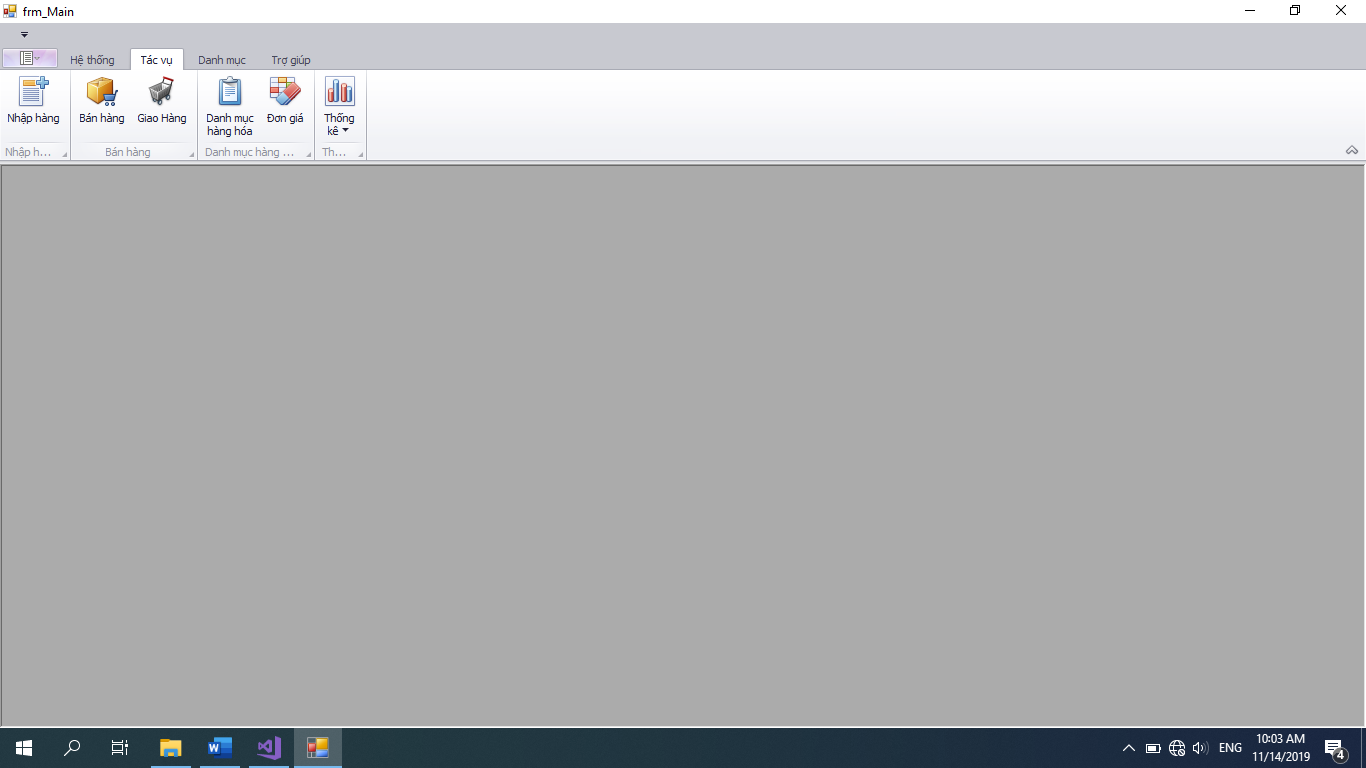 frm_Main
Hệ thống
Tác vụ
Danh mục
Trợ giúp
Nhập hàng
Bán hàng
Giao Hàng
Danh mục
hàng hóa
Đơn giá
Thống
kê
Nhập h...
Bán hàng
Danh mục hàng ...
Th...
ENG
10:03 AM
11/14/2019
4